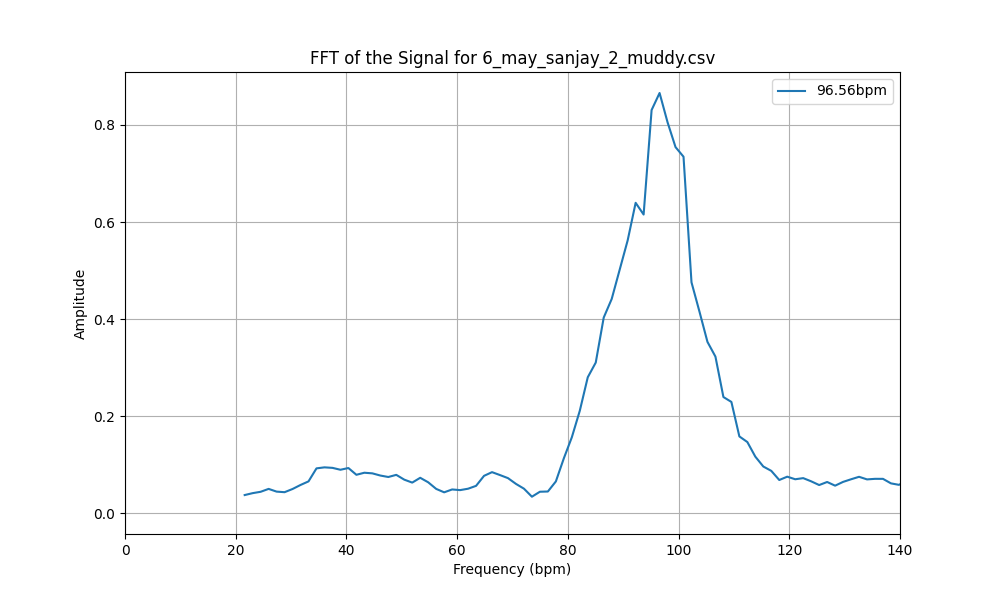 FFT of the Signal for 6_may_sanjay_2_muddy.csv
96.56bpm
Amplitude
0.8
0.6
0.4
0.2
0.0
0 20 40 60 80 100 120 140
Frequency (bpm)